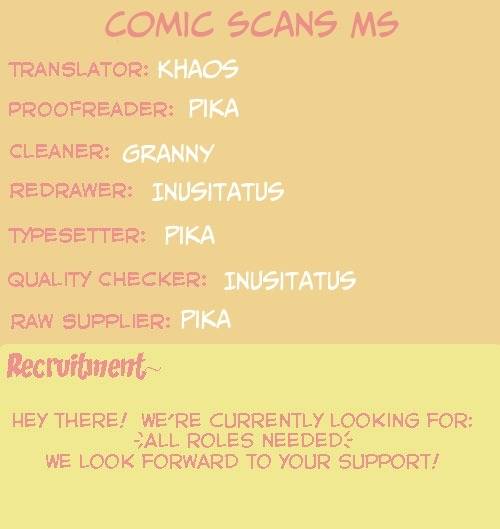 COMIC SCANS MS
TRANSLATOR: KHAOS
PROOFREADER: PIKA
CLEANER: GRANNY
REDRAWER: INUSITATUS
TYPESETTER: PIKA
QUALITY CHECKER: INUSITATUS
RAW SUPPLIER: PIKA
Recruitment~
HEY THERE! WE'RE CURRENTLY LOOKING FOR:
ALL ROLES NEEDED
WE LOOK FORWARD TO YOUR SUPPORT!